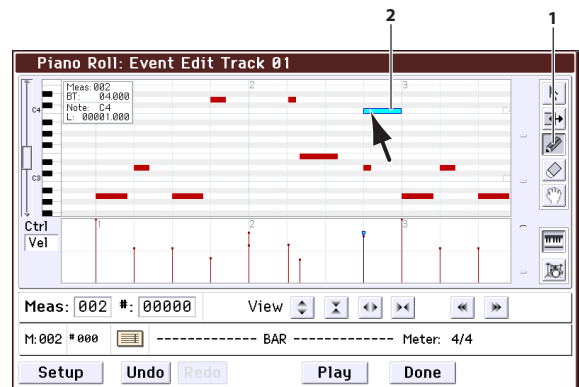 2
1
Piano Roll: Event Edit Track 01
Meas: 002
BT: 04.000
Note: C4
L: 00001.000
2
3
C4
C4
C3
Ctrl
Vel
1
2
3
Meas: 002 #: 00000 View
M: 002 #000 ------------------ BAR ------------------ Meter: 4/4
Setup Undo Redo Play Done